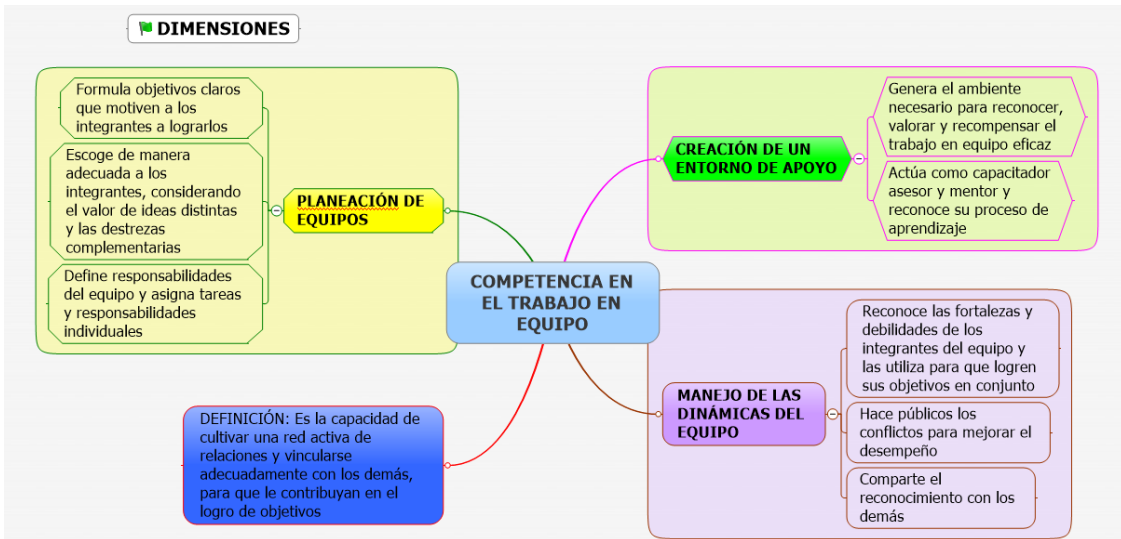 DIMENSIONES
Formula objetivos claros
que motiven a los
integrantes a lograrlos
Escoge de manera
adecuada a los
integrantes, considerando
el valor de ideas distintas
y las destrezas
complementarias
Define responsabilidades
del equipo y asigna tareas
y responsabilidades
individuales
PLANEACIÓN DE
EQUIPOS
COMPETENCIA EN
EL TRABAJO EN
EQUIPO
CREACIÓN DE UN
ENTORNO DE APOYO
Genera el ambiente
necesario para reconocer,
valorar y recompensar el
trabajo en equipo eficaz
Actúa como capacitador
asesor y mentor y
reconoce su proceso de
aprendizaje
MANEJO DE LAS
DINÁMICAS DEL
EQUIPO
Reconoce las fortalezas y
debilidades de los
integrantes del equipo y
las utiliza para que logren
sus objetivos en conjunto
Hace públicos los
conflictos para mejorar el
desempeño
Comparte el
reconocimiento con los
demás
DEFINICIÓN: Es la capacidad de
cultivar una red activa de
relaciones y vincularse
adecuadamente con los demás,
para que le contribuyan en el
logro de objetivos